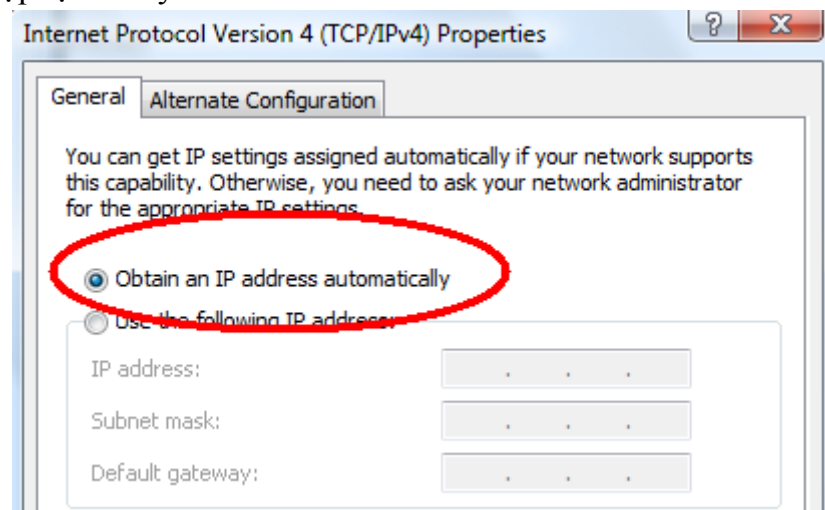 Internet Protocol Version 4 (TCP/IPv4) Properties
General Alternate Configuration
You can get IP settings assigned automatically if your network supports
this capability. Otherwise, you need to ask your network administrator
for the appropriate IP settings.
Obtain an IP address automatically
Use the following IP address:
IP address:
Subnet mask:
Default gateway: